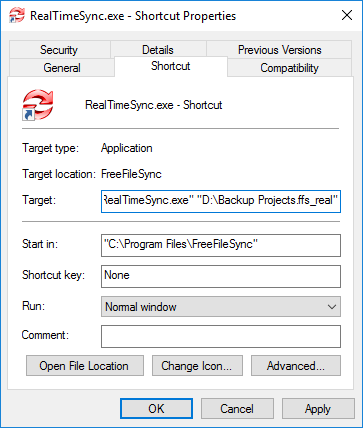 RealTimeSync.exe - Shortcut Properties
Security Details Previous Versions
General Shortcut Compatibility
RealTimeSync.exe - Shortcut
Target type: Application
Target location: FreeFileSync
Target: RealTimeSync.exe" "D:\Backup Projects.ffs_real"
Start in: "C:\Program Files\FreeFileSync"
Shortcut key: None
Run: Normal window
Comment:
Open File Location Change Icon... Advanced...
OK Cancel Apply